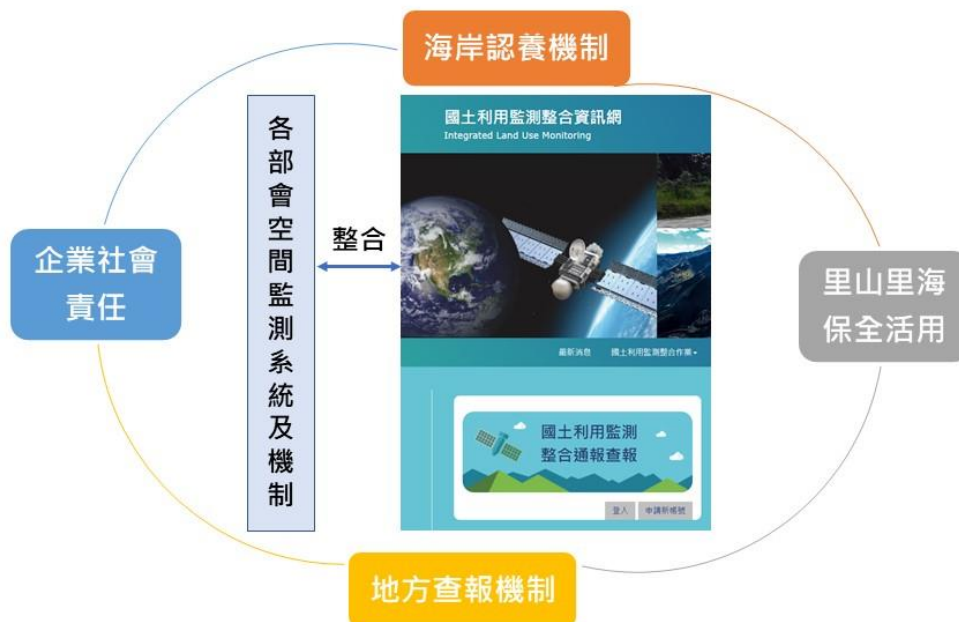 海岸認養機制
國土利用監測整合資訊網
Integrated Land Use Monitoring
各部會空間監測系統及機制
整合
企業社會
責任
里山里海
保全活用
最新消息 國土利用監測整合作業
國土利用監測
整合通報查報
登入 申請新帳號
地方查報機制